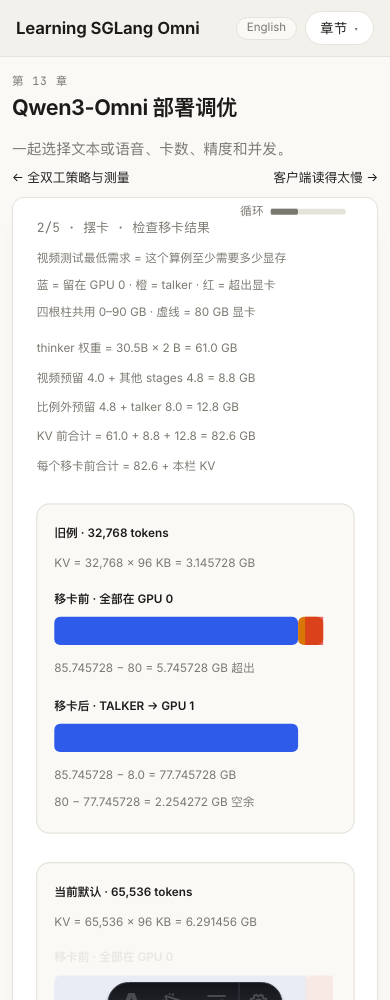 Learning SGLang Omni
English
章节
第 13 章
Qwen3-Omni 部署调优
一起选择文本或语音、卡数、精度和并发。
← 全双工策略与测量
客户端读得太慢 →
循环
2/5 · 摆卡 · 检查移卡结果
视频测试最低需求 = 这个算例至少需要多少显存
蓝 = 留在 GPU 0 · 橙 = talker · 红 = 超出显卡
四根柱共用 0–90 GB · 虚线 = 80 GB 显卡
thinker 权重 = 30.5B × 2 B = 61.0 GB
视频预留 4.0 + 其他 stages 4.8 = 8.8 GB
比例外预留 4.8 + talker 8.0 = 12.8 GB
KV 前合计 = 61.0 + 8.8 + 12.8 = 82.6 GB
每个移卡前合计 = 82.6 + 本栏 KV
旧例 · 32,768 tokens
KV = 32,768 × 96 KB = 3.145728 GB
移卡前 · 全部在 GPU 0
85.745728 − 80 = 5.745728 GB 超出
移卡后 · TALKER → GPU 1
85.745728 − 8.0 = 77.745728 GB
80 − 77.745728 = 2.254272 GB 空余
当前默认 · 65,536 tokens
KV = 65,536 × 96 KB = 6.291456 GB
移卡前 · 全部在 GPU 0